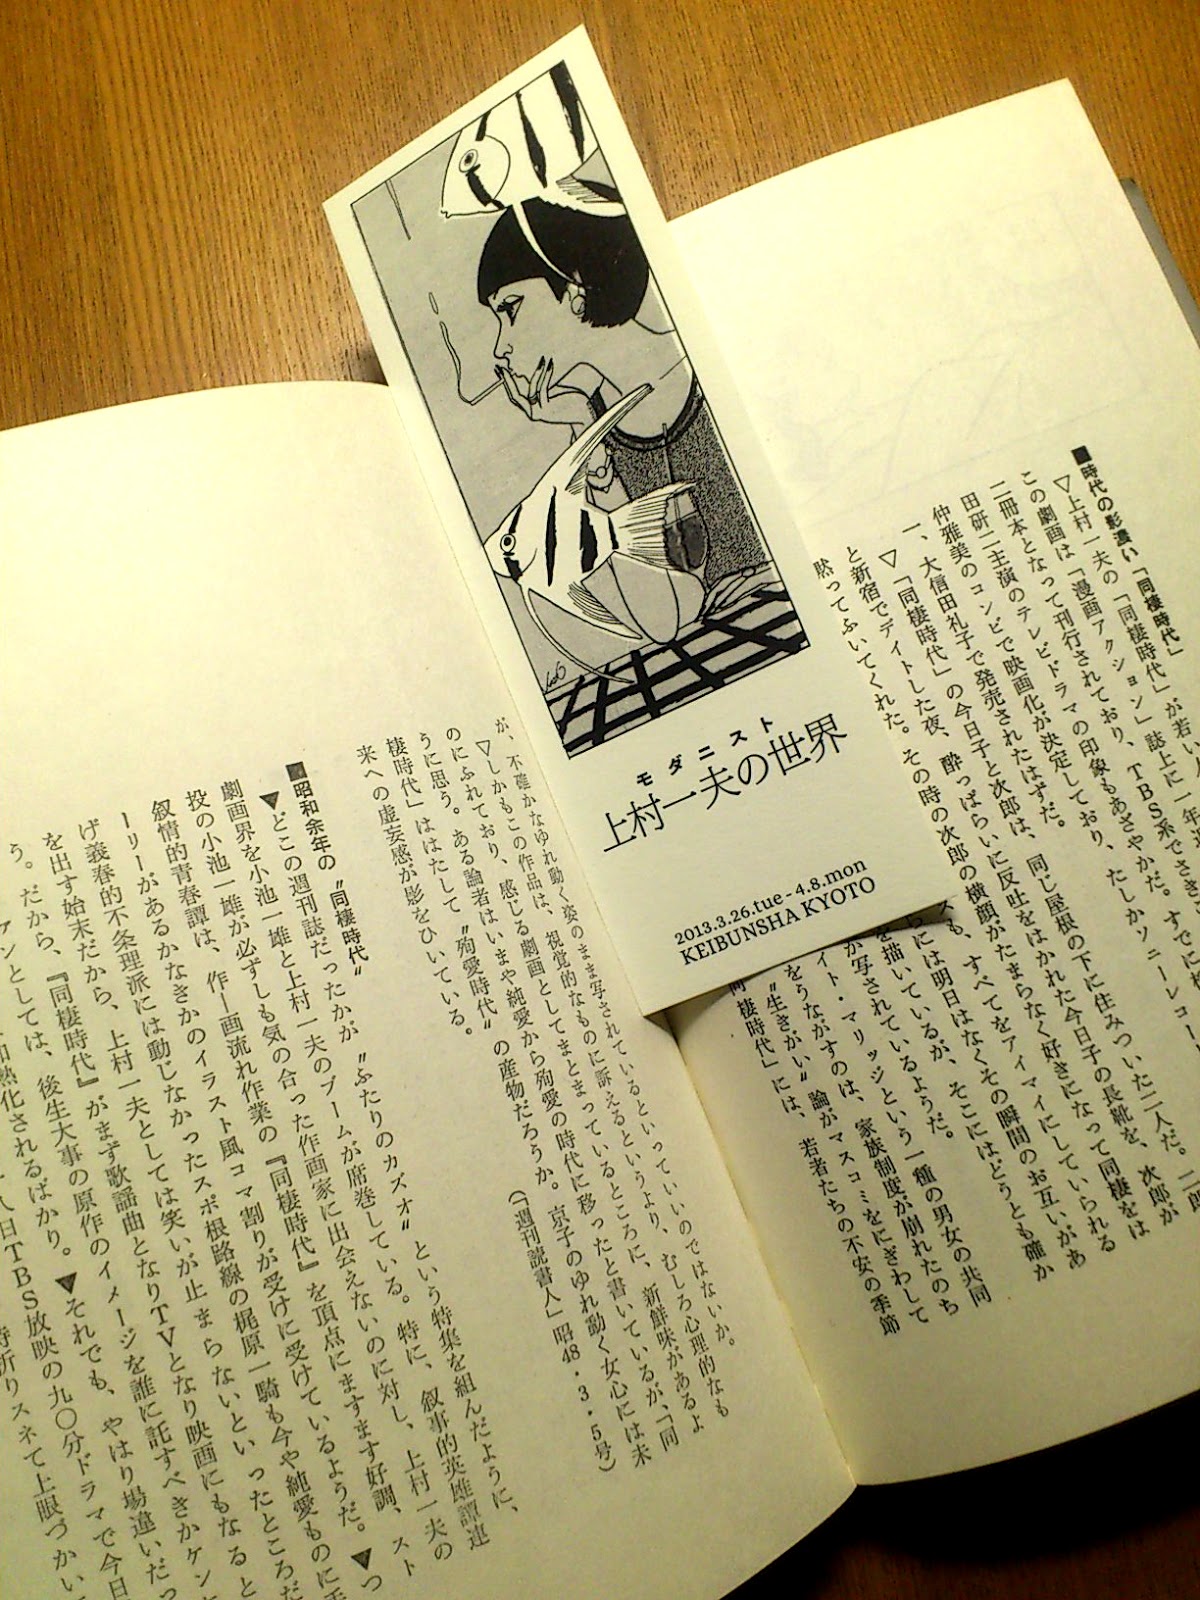 モダニスト
上村一夫の世界
2013.3.26.tue - 4.8.mon
KEIBUNSHA KYOTO
■時代の影濃い「同棲時代」
▽上村一夫の「同棲時代」が若い
この劇画は「漫画アクション」誌上に一年
二冊本となって刊行されており、TBS系でさきご
田研二主演のテレビドラマの印象もあざやかだ。すでに
仲雅美のコンビで映画化が決定しており、たしかソニーレコー
一、大信田礼子で発売されたはずだ。
▽「同棲時代」の今日子と次郎は、同じ屋根の下に住みついた二人だ。二郎
と新宿でデイトした夜、酔っぱらいに反吐をはかれた今日子の長靴を、次郎が
黙ってふいてくれた。その時の次郎の横顔がたまらなく好きになって同棲をは
も、すべてをアイマイにしていられる
らには明日はなくその瞬間のお互いがあ
を描いているが、そこにはどうとも確か
が写されているようだ。
イト・マリッジという一種の男女の共同
をうながすのは、家族制度が崩れたのち
“生きがい”論がマスコミをにぎわして
同棲時代」には、若者たちの不安の季節
が、不確かなゆれ動く姿のまま写されているといっていいのではないか。
▽しかもこの作品は、視覚的なものに訴えるというより、むしろ心理的なも
のにふれており、感じる劇画としてまとまっているところに、新鮮味があるよ
うに思う。ある論者はいまや純愛から殉愛の時代に移ったと書いているが、「同
棲時代」ははたして“殉愛時代”の産物だろうか。京子のゆれ動く女心には未
来への虚妄感が影をひいている。
（「週刊読書人」昭48・3・5号）
■昭和余年の“同棲時代”
▼どこの週刊誌だったかが“ふたりのカズオ”という特集を組んだように、
劇画界を小池一雄と上村一夫のブームが席巻している。特に、叙事的英雄譚連
投の小池一雄が必ずしも気の合った作画家に出会えないのに対し、上村一夫の
叙情的青春譚は、作―画流れ作業の『同棲時代』を頂点にますます好調、スト
ーリーがあるかなきかのイラスト風コマ割りが受けに受けているようだ。▼つ
げ義春的不条理派には動じなかったスポ根路線の梶原一騎も今や純愛ものに手
を出す始末だから、上村一夫としては笑いが止まらないといったところだ
う。だから、『同棲時代』がまず歌謡曲となりTVとなり映画にもなると
アンとしては、後生大事の原作のイメージを誰に託すべきかケン
加熱化されるばかり。▼それでも、やはり場違いだっ
八日TBS放映の九〇分ドラマで今日
時折りスネて上眼づかい